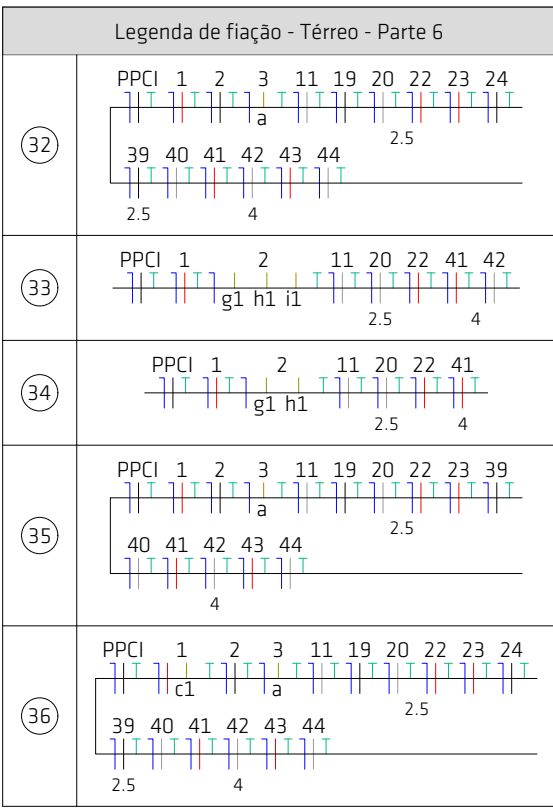 Legenda de fiação - Térreo - Parte 6
32
PPCI 1 2 3 11 19 20 22 23 24
a
2.5
39 40 41 42 43 44
2.5 4
33
PPCI 1 2 11 20 22 41 42
g1 h1 i1
2.5 4
34
PPCI 1 2 11 20 22 41
g1 h1
2.5 4
35
PPCI 1 2 3 11 19 20 22 23 39
a
2.5
40 41 42 43 44
4
36
PPCI 1 2 3 11 19 20 22 23 24
c1 a
2.5
39 40 41 42 43 44
2.5 4